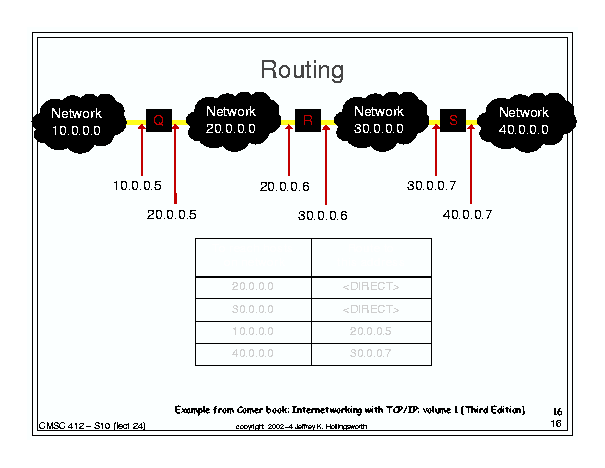 Routing
Network
10.0.0.0
Q
Network
20.0.0.0
R
Network
30.0.0.0
S
Network
40.0.0.0
10.0.0.5
20.0.0.5
20.0.0.6
30.0.0.6
30.0.0.7
40.0.0.7
20.0.0.0 <DIRECT>
30.0.0.0 <DIRECT>
10.0.0.0 20.0.0.5
40.0.0.0 30.0.0.7
Example from Comer book: Internetworking with TCP/IP: volume 1 (Third Edition)
16
CMSC 412 – S10 (lect 24)
copyright 2002–4 Jeffrey K. Hollingsworth
16